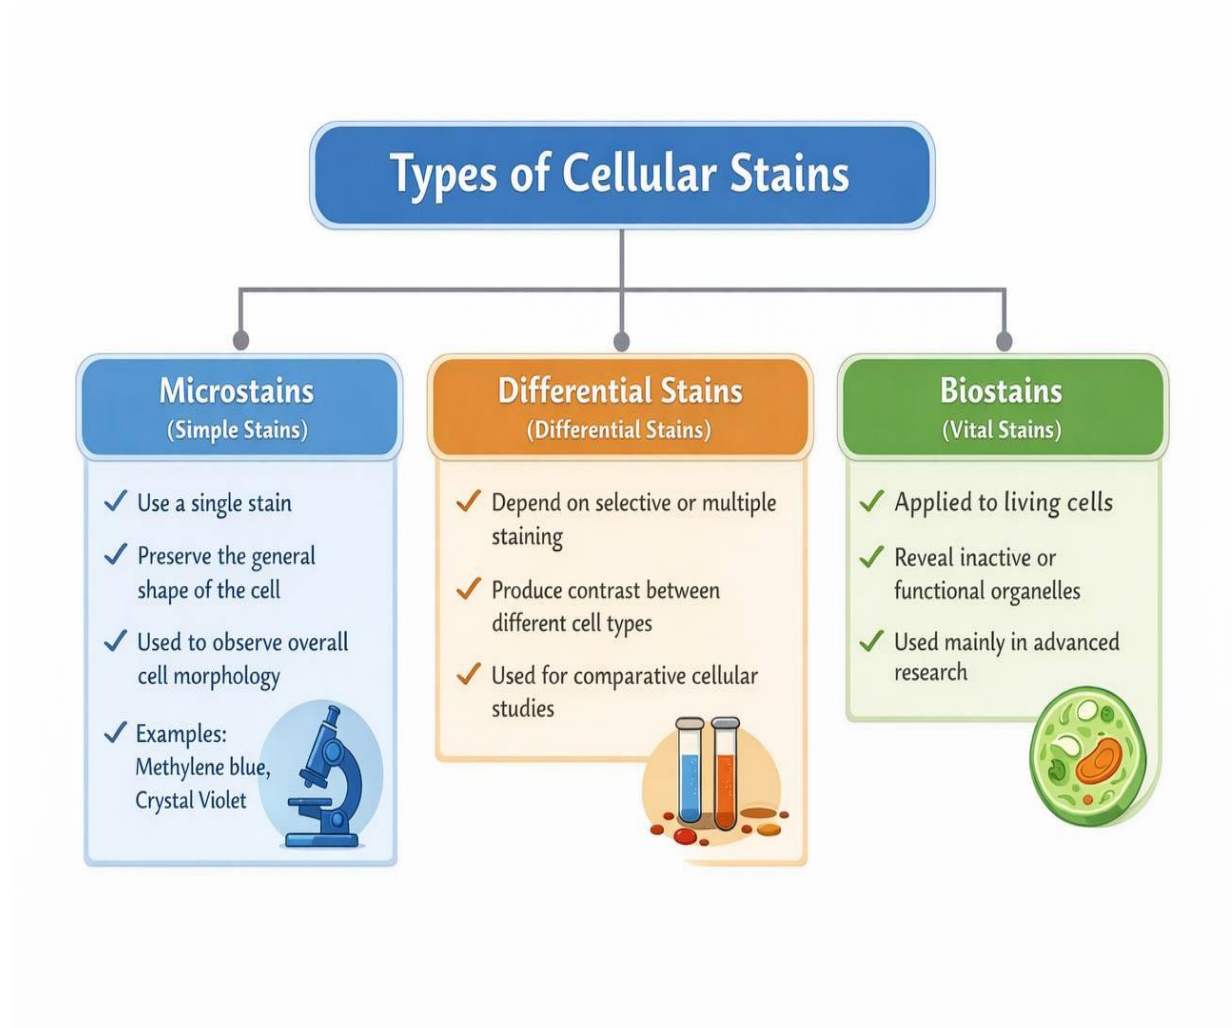 Types of Cellular Stains
Microstains
(Simple Stains)
Use a single stain
Preserve the general
shape of the cell
Used to observe overall
cell morphology
Examples:
Methylene blue,
Crystal Violet
Differential Stains
(Differential Stains)
Depend on selective or multiple
staining
Produce contrast between
different cell types
Used for comparative cellular
studies
Biostains
(Vital Stains)
Applied to living cells
Reveal inactive or
functional organelles
Used mainly in advanced
research